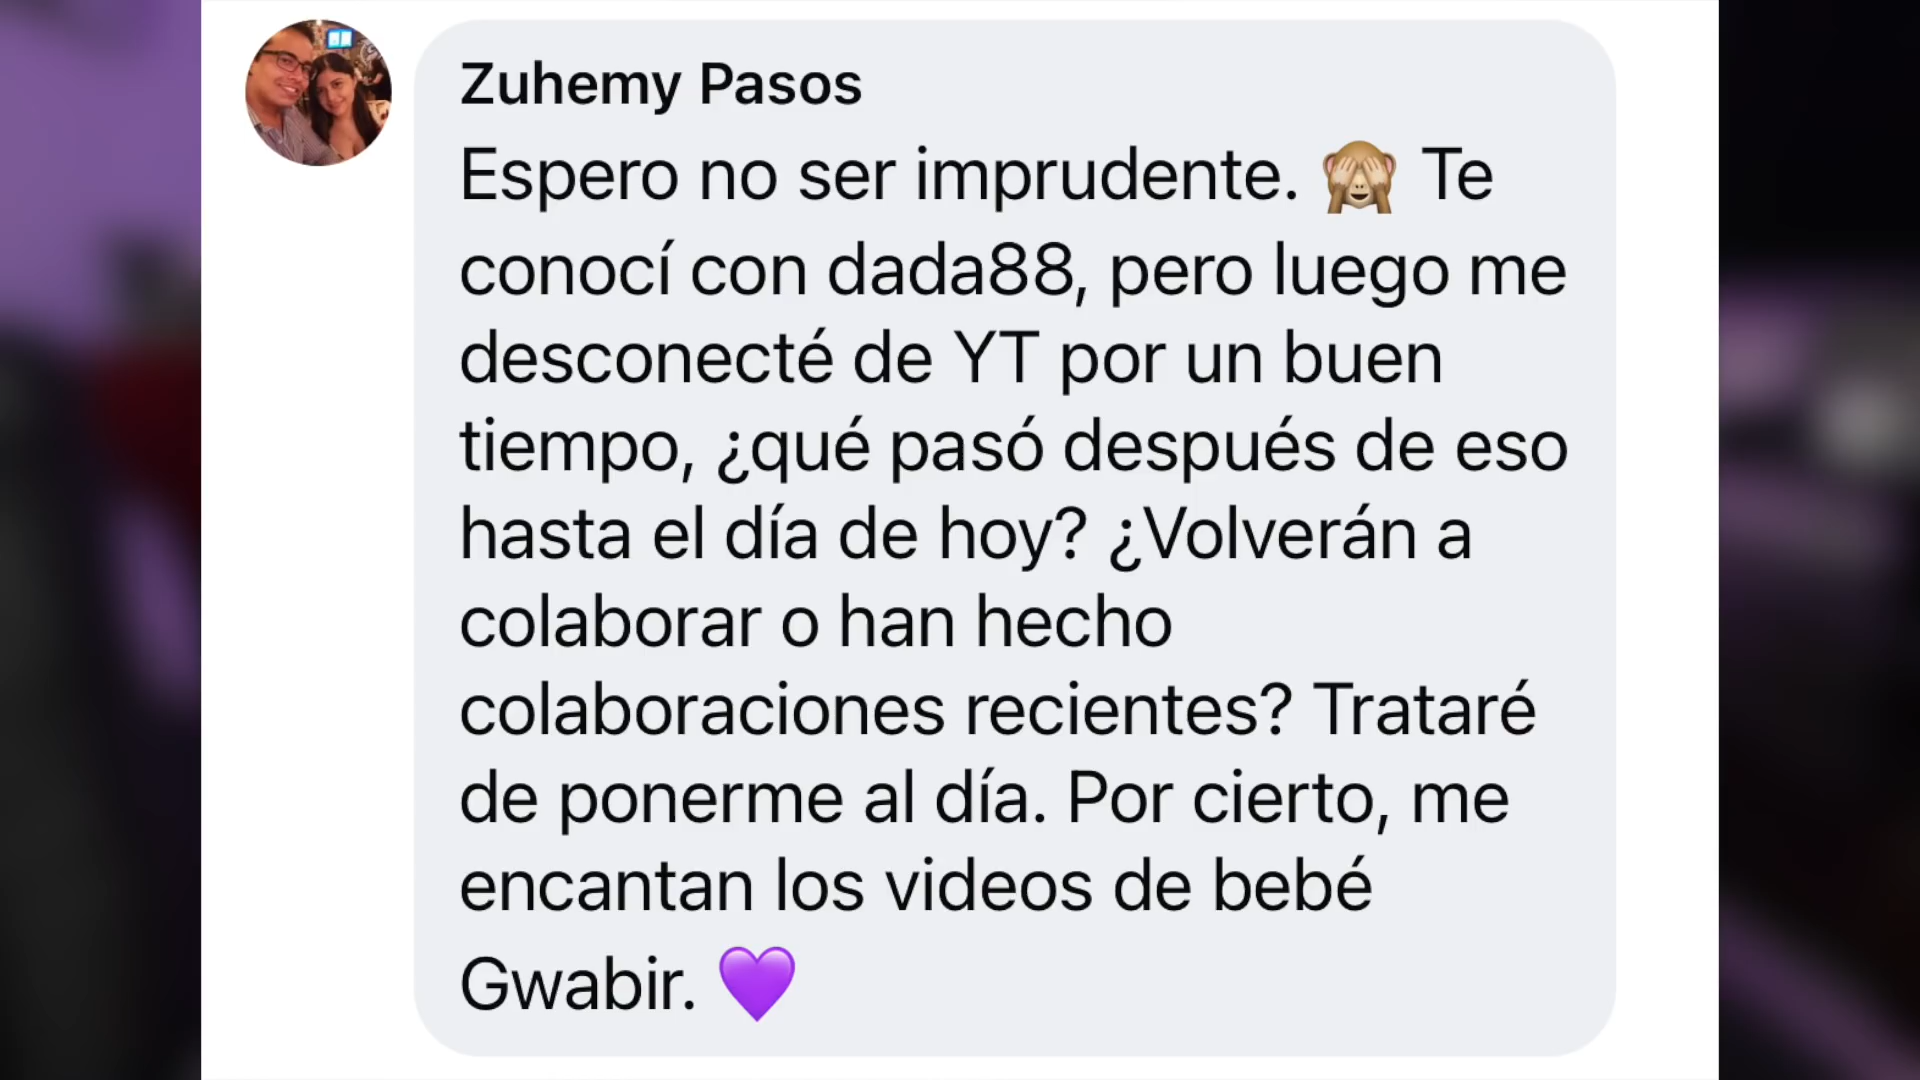 Zuhemy Pasos
Espero no ser imprudente. 🙈 Te
conocí con dada88, pero luego me
desconecté de YT por un buen
tiempo, ¿qué pasó después de eso
hasta el día de hoy? ¿Volverán a
colaborar o han hecho
colaboraciones recientes? Trataré
de ponerme al día. Por cierto, me
encantan los videos de bebé
Gwabir. 💜